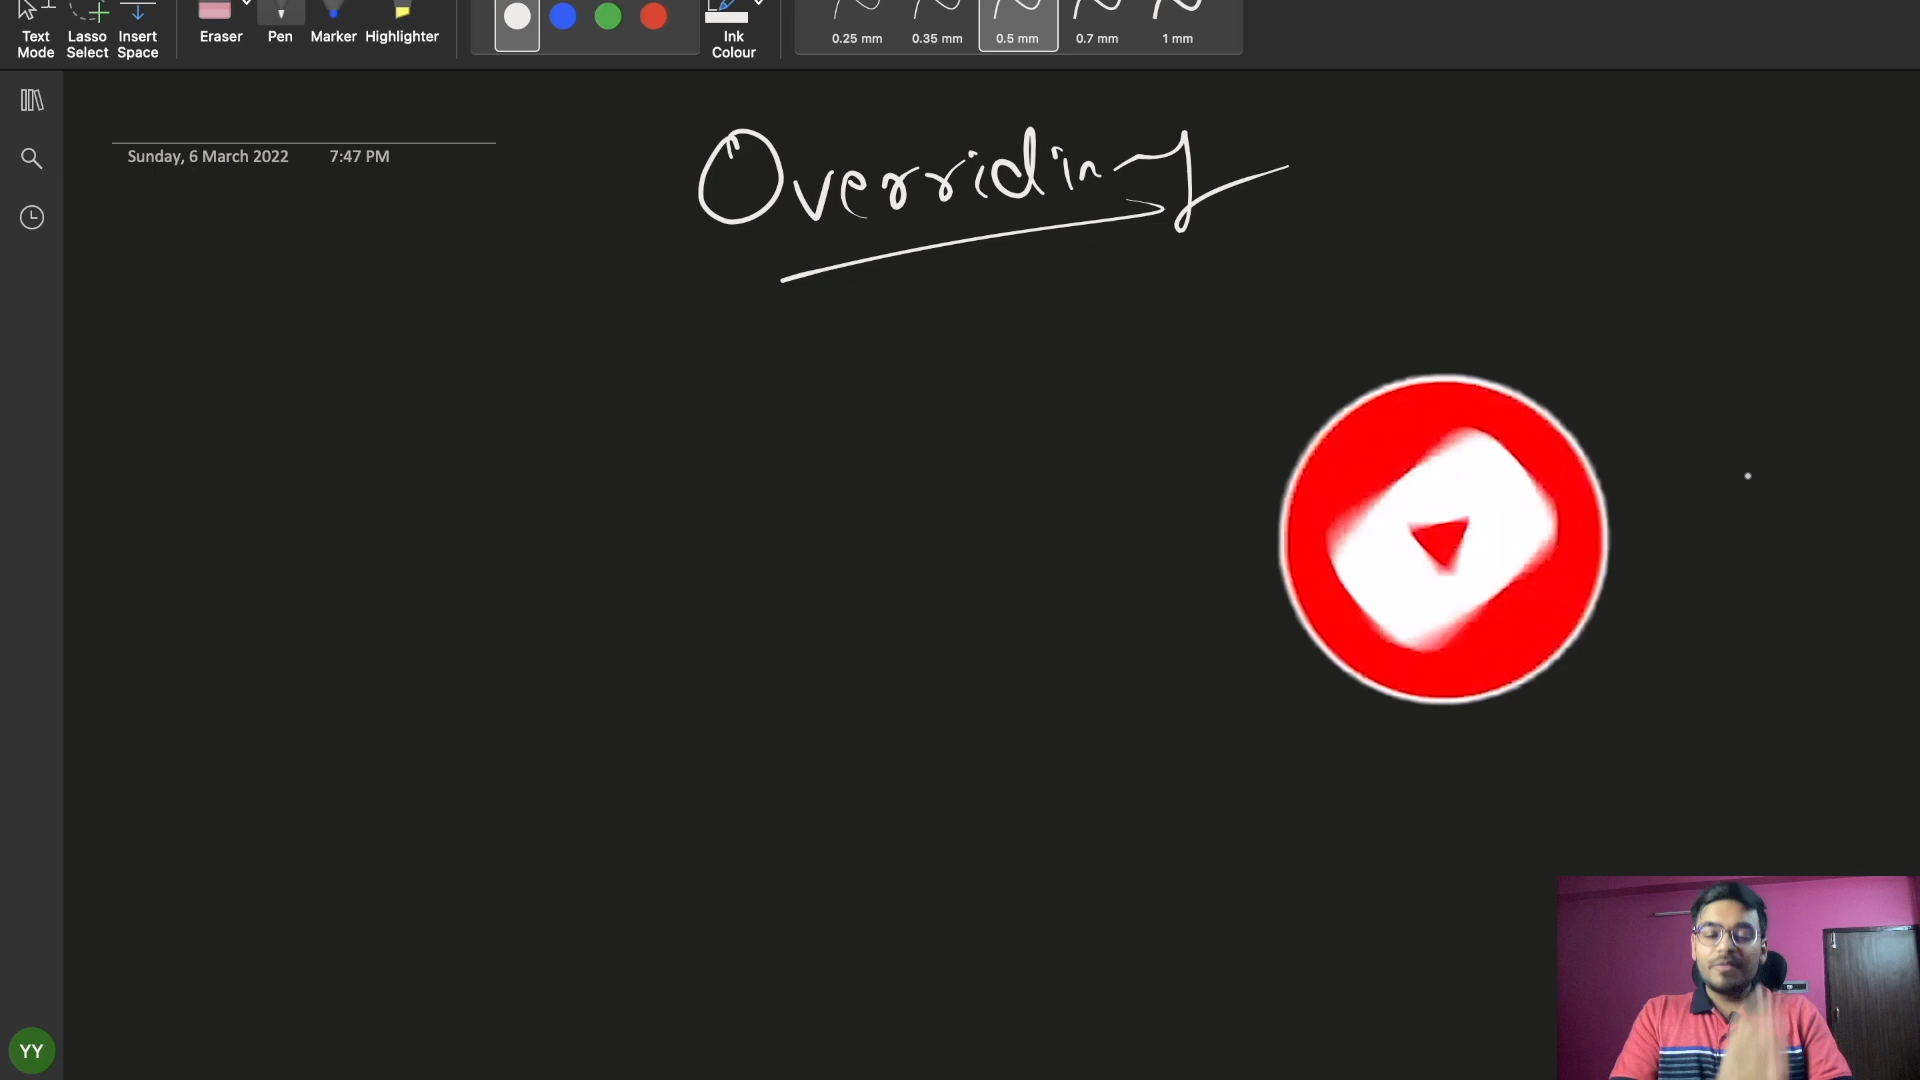 Text Mode
Lasso Select
Insert Space
Eraser
Pen
Marker
Highlighter
Ink Colour
0.25 mm
0.35 mm
0.5 mm
0.7 mm
1 mm
Sunday, 6 March 2022 7:47 PM
Overriding
YY